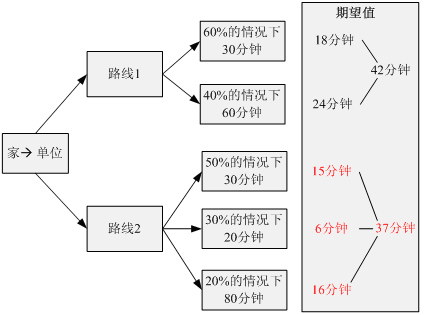 期望值
60%的情况下
30分钟
18分钟
路线1
42分钟
40%的情况下
60分钟
24分钟
家→ 单位
50%的情况下
30分钟
15分钟
路线2
30%的情况下
20分钟
6分钟
37分钟
20%的情况下
80分钟
16分钟